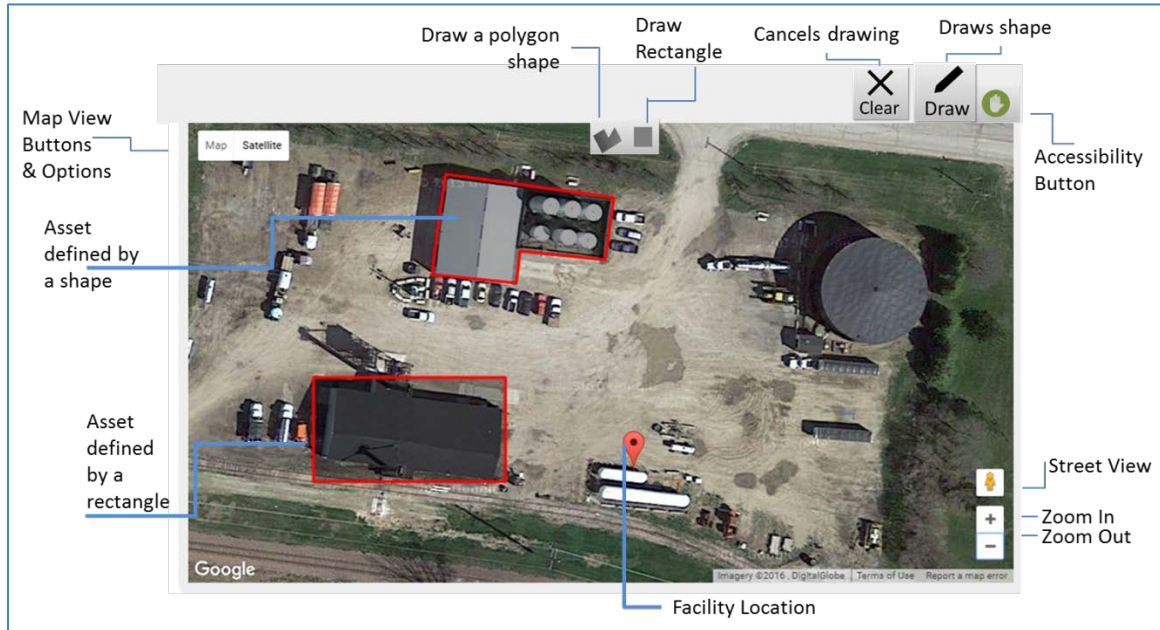 Draw a polygon
shape
Draw
Rectangle
Cancels drawing
Draws shape
Clear
Draw
Map View
Buttons
& Options
Map Satellite
Accessibility
Button
Asset
defined by
a shape
Asset
defined
by a
rectangle
Street View
+
Zoom In
−
Zoom Out
Google
Imagery ©2016 , DigitalGlobe
Terms of Use
Report a map error
Facility Location